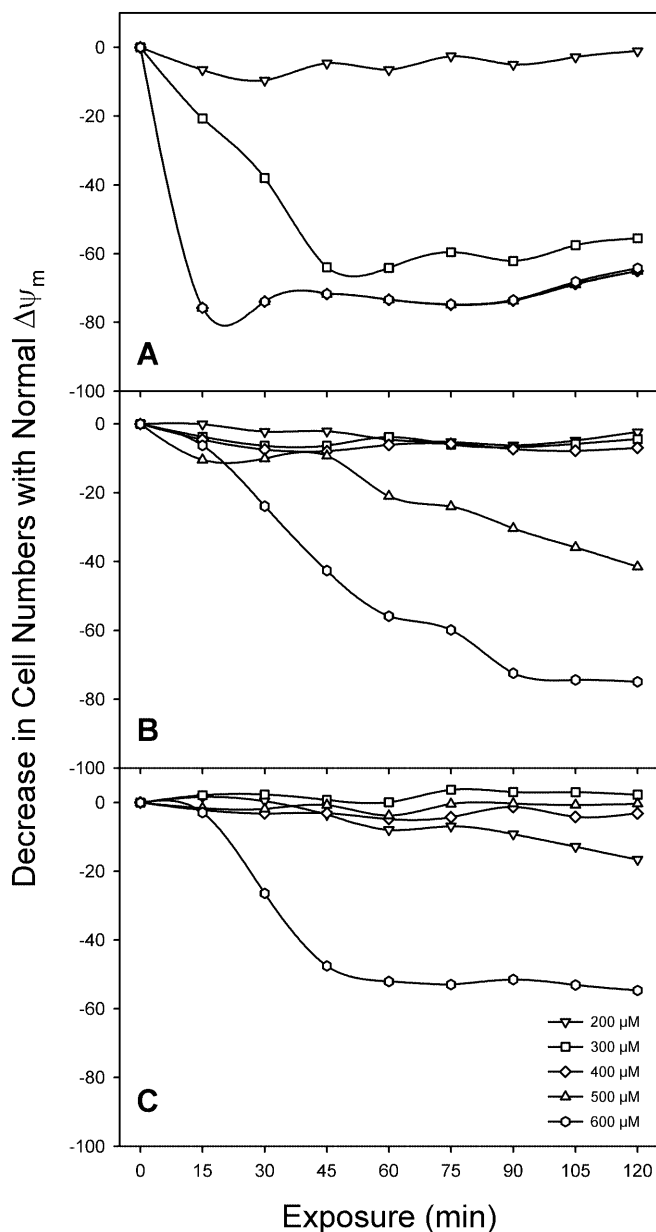 Decrease in Cell Numbers with Normal Δψm
0
-20
-40
-60
-80
-100
A
0
-20
-40
-60
-80
-100
B
0
-20
-40
-60
-80
-100
C
200 µM
300 µM
400 µM
500 µM
600 µM
0 15 30 45 60 75 90 105 120
Exposure (min)